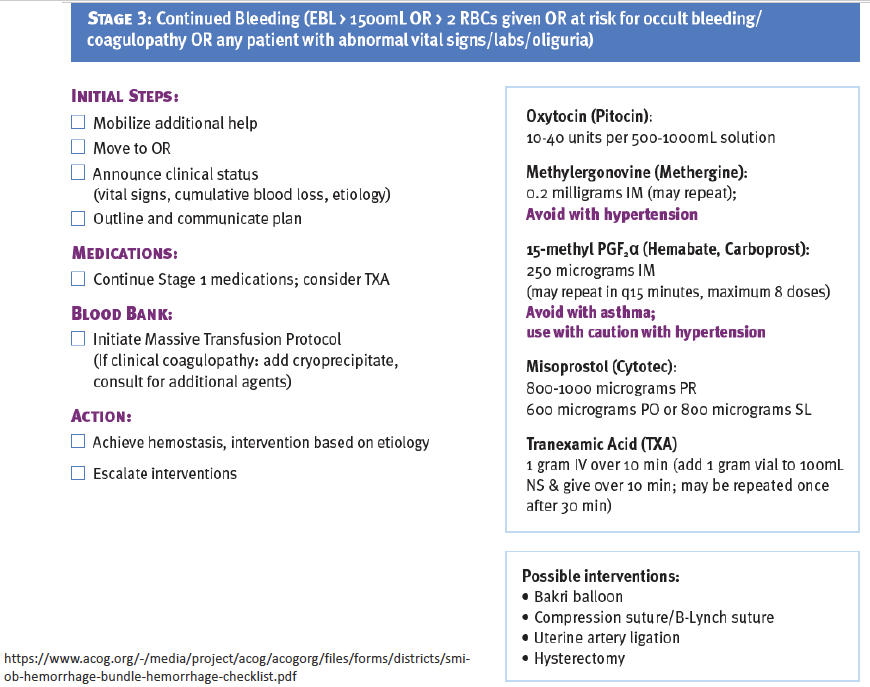 STAGE 3: Continued Bleeding (EBL > 1500mL OR > 2 RBCs given OR at risk for occult bleeding/
coagulopathy OR any patient with abnormal vital signs/labs/oliguria)
INITIAL STEPS:
Mobilize additional help
Move to OR
Announce clinical status
(vital signs, cumulative blood loss, etiology)
Outline and communicate plan
MEDICATIONS:
Continue Stage 1 medications; consider TXA
BLOOD BANK:
Initiate Massive Transfusion Protocol
(If clinical coagulopathy: add cryoprecipitate,
consult for additional agents)
ACTION:
Achieve hemostasis, intervention based on etiology
Escalate interventions
Oxytocin (Pitocin):
10-40 units per 500-1000mL solution
Methylergonovine (Methergine):
0.2 milligrams IM (may repeat);
Avoid with hypertension
15-methyl PGF₂α (Hemabate, Carboprost):
250 micrograms IM
(may repeat in q15 minutes, maximum 8 doses)
Avoid with asthma;
use with caution with hypertension
Misoprostol (Cytotec):
800-1000 micrograms PR
600 micrograms PO or 800 micrograms SL
Tranexamic Acid (TXA)
1 gram IV over 10 min (add 1 gram vial to 100mL
NS & give over 10 min; may be repeated once
after 30 min)
Possible interventions:
• Bakri balloon
• Compression suture/B-Lynch suture
• Uterine artery ligation
• Hysterectomy
https://www.acog.org/-/media/project/acog/acogorg/files/forms/districts/smi-
ob-hemorrhage-bundle-hemorrhage-checklist.pdf